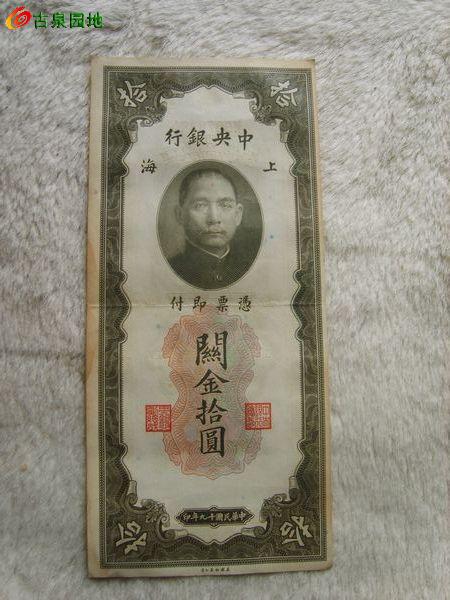 古泉园地
拾 拾
行銀央中
海 上
付即票憑
關金拾圓
印年九十國民華中
拾 拾